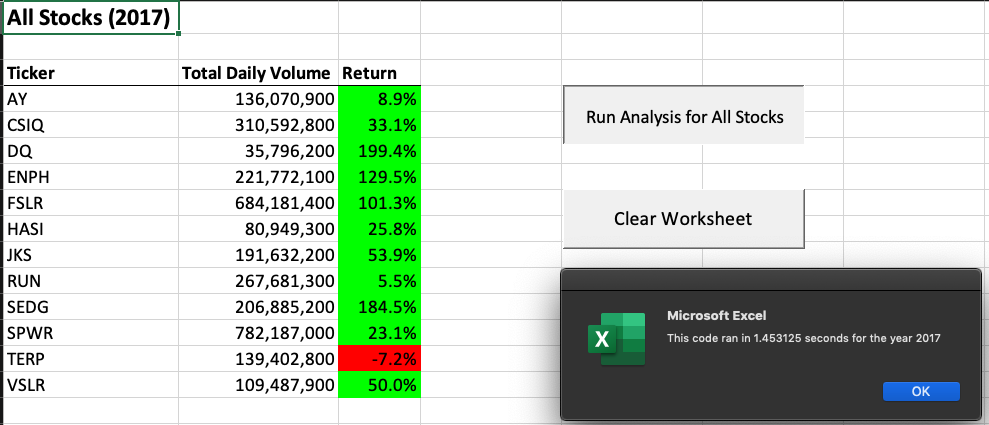 All Stocks (2017)
Ticker Total Daily Volume Return
AY 136,070,900 8.9%
CSIQ 310,592,800 33.1%
DQ 35,796,200 199.4%
ENPH 221,772,100 129.5%
FSLR 684,181,400 101.3%
HASI 80,949,300 25.8%
JKS 191,632,200 53.9%
RUN 267,681,300 5.5%
SEDG 206,885,200 184.5%
SPWR 782,187,000 23.1%
TERP 139,402,800 -7.2%
VSLR 109,487,900 50.0%
Run Analysis for All Stocks
Clear Worksheet
Microsoft Excel
X
This code ran in 1.453125 seconds for the year 2017
OK